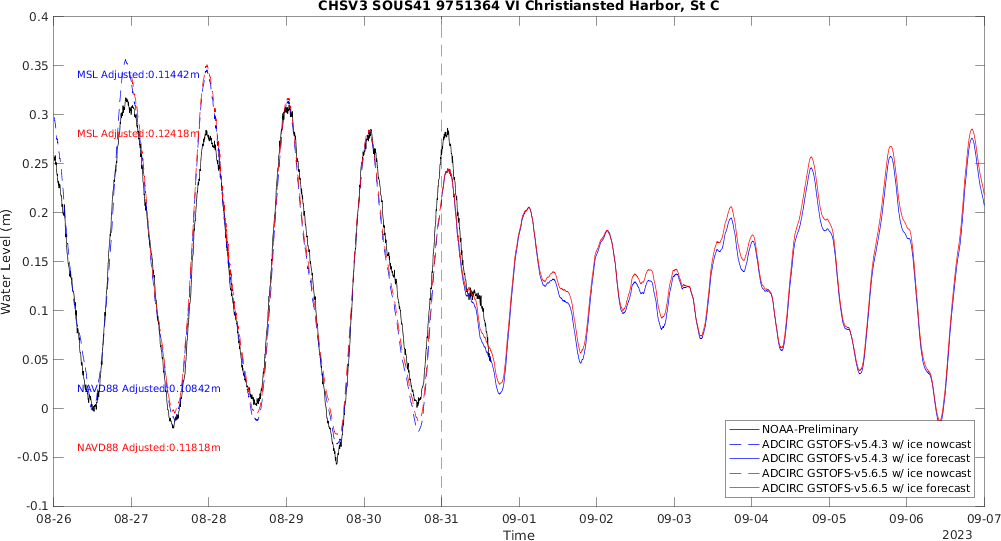 CHSV3 SOUS41 9751364 VI Christiansted Harbor, St C
0.4
0.35
0.3
0.25
0.2
0.15
0.1
0.05
0
-0.05
-0.1
Water Level (m)
MSL Adjusted:0.11442m
MSL Adjusted:0.12418m
NAVD88 Adjusted:0.10842m
NAVD88 Adjusted:0.11818m
NOAA-Preliminary
ADCIRC GSTOFS-v5.4.3 w/ ice nowcast
ADCIRC GSTOFS-v5.4.3 w/ ice forecast
ADCIRC GSTOFS-v5.6.5 w/ ice nowcast
ADCIRC GSTOFS-v5.6.5 w/ ice forecast
08-26 08-27 08-28 08-29 08-30 08-31 09-01 09-02 09-03 09-04 09-05 09-06 09-07
Time
2023